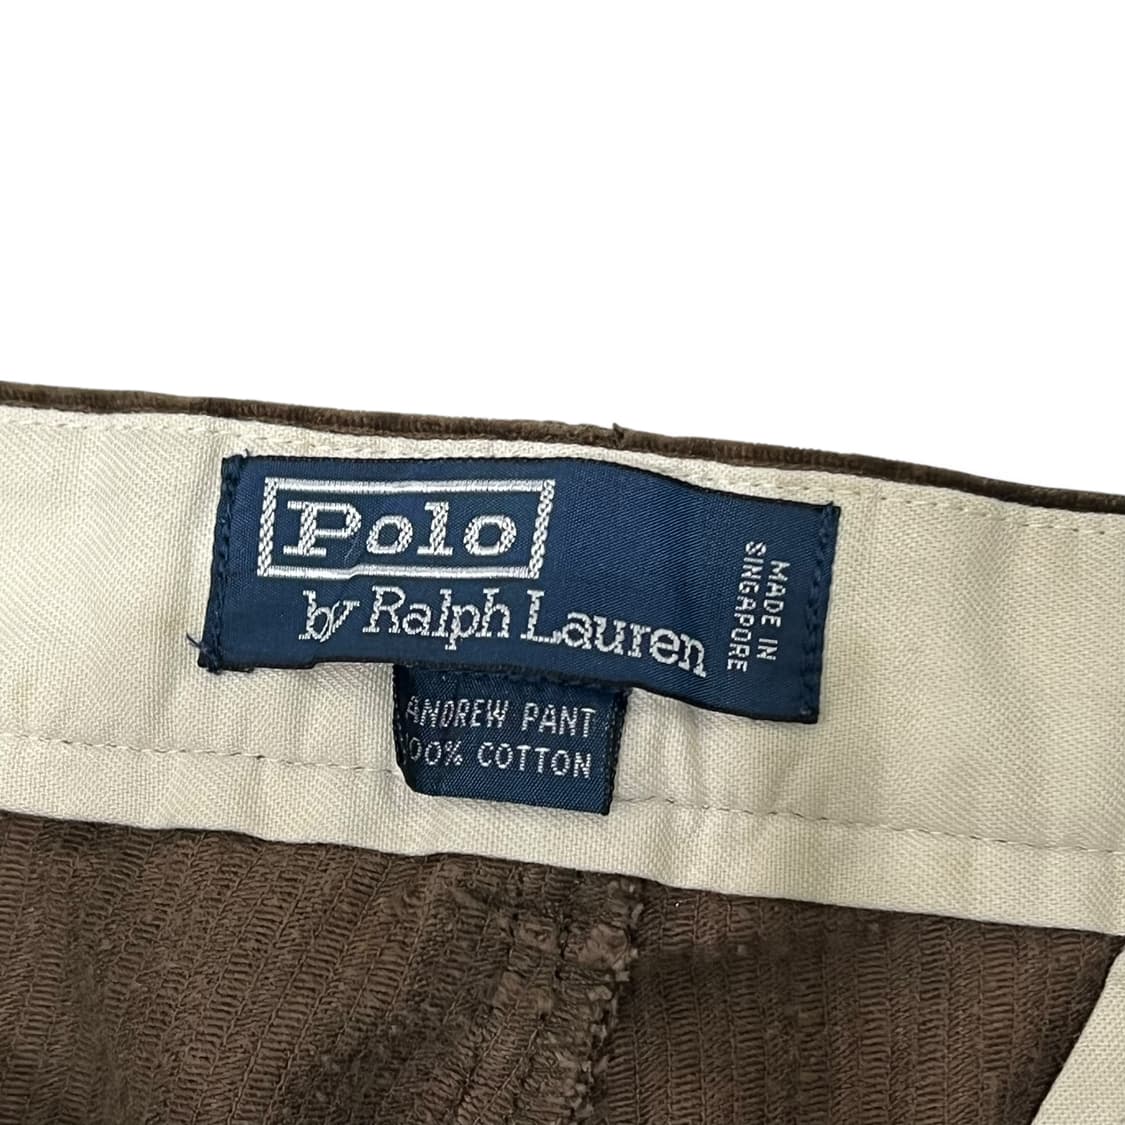 Polo
by Ralph Lauren
MADE IN
SINGAPORE
ANDREW PANT
100% COTTON